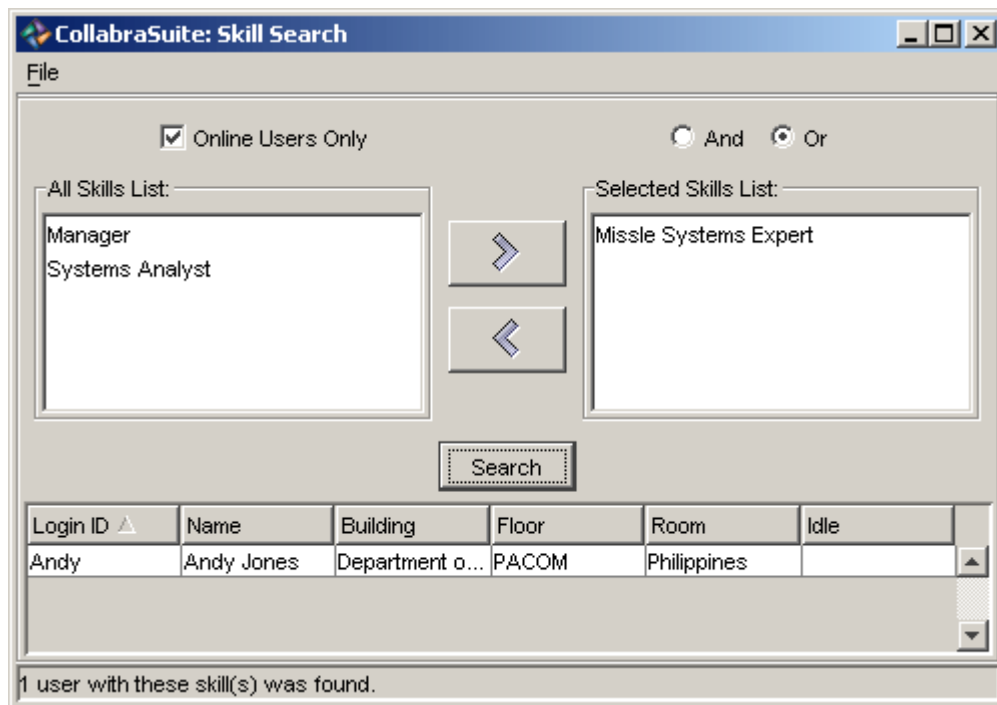 CollabraSuite: Skill Search
File
Online Users Only And Or
All Skills List: Selected Skills List:
Manager Missle Systems Expert
Systems Analyst
Search
Login ID Name Building Floor Room Idle
Andy Andy Jones Department o... PACOM Philippines
1 user with these skill(s) was found.